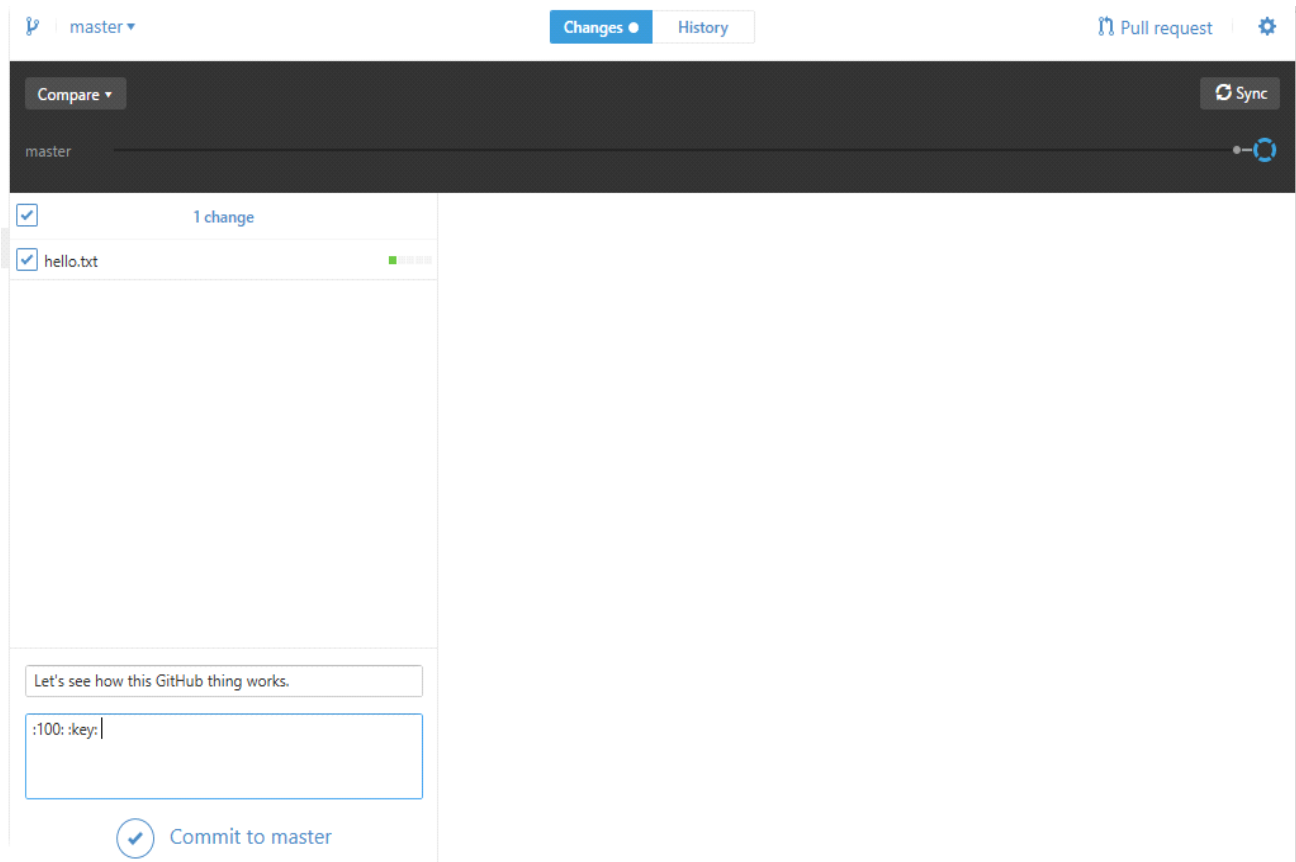 master
Changes
History
Pull request
Compare
Sync
master
1 change
hello.txt
Let's see how this GitHub thing works.
:100: :key:
Commit to master